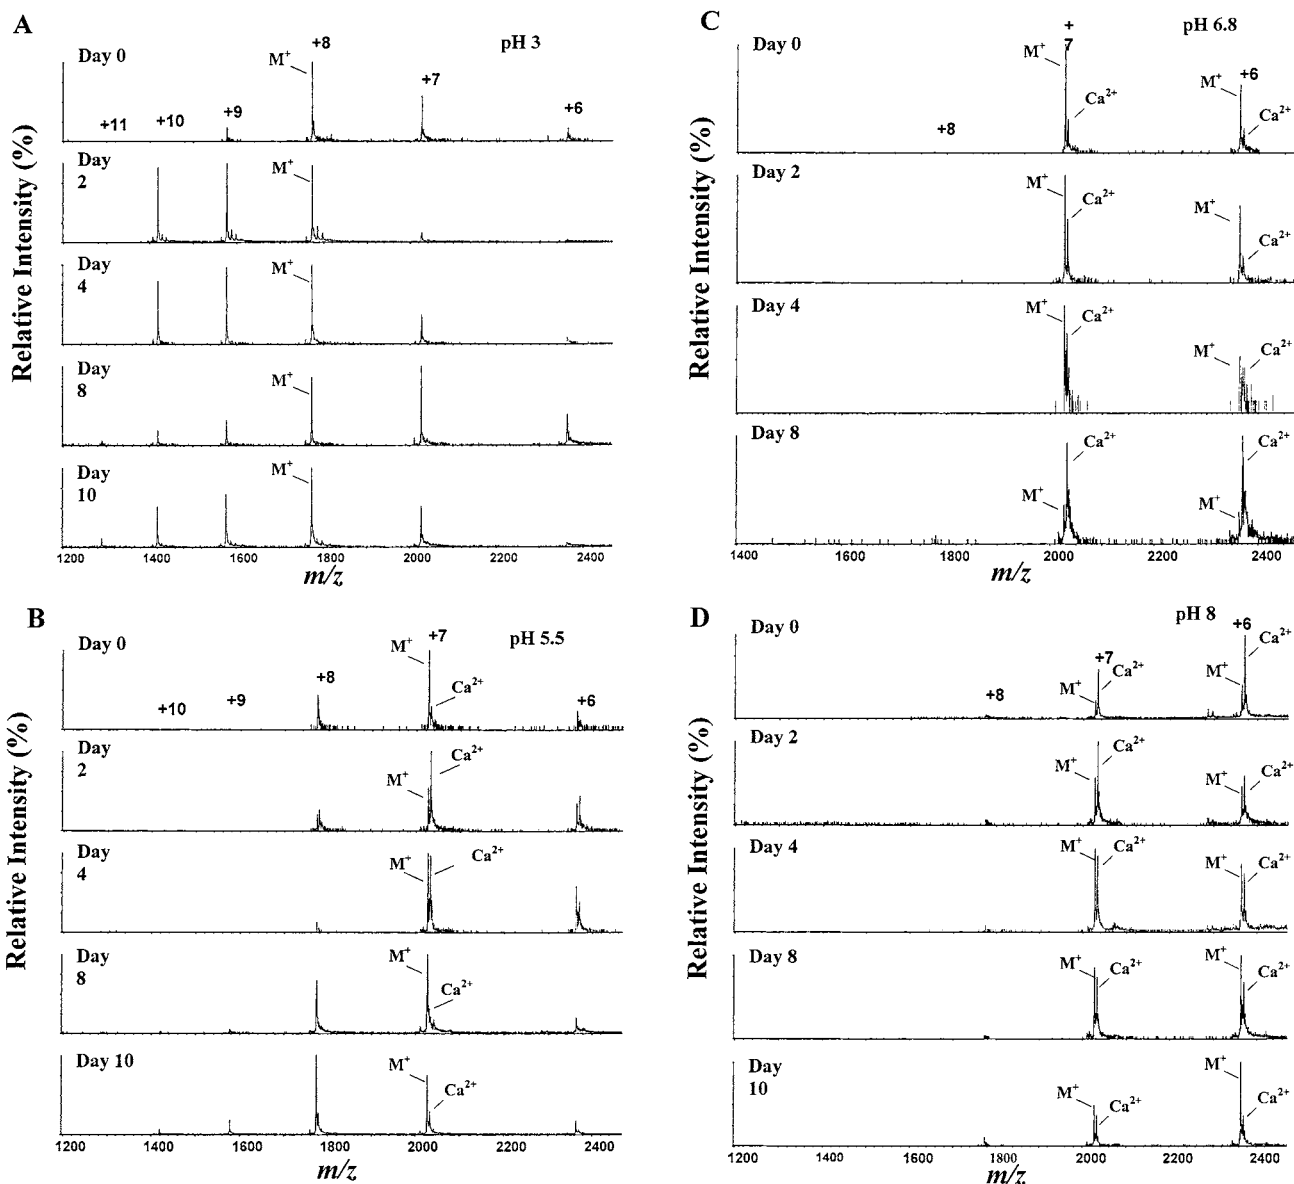 A
pH 3
Relative Intensity (%)
Day 0
+11
+10
+9
M⁺
+8
+7
+6
Day
2
M⁺
Day
4
M⁺
Day
8
M⁺
Day
10
M⁺
1200 1400 1600 1800 2000 2200 2400
m/z
B
pH 5.5
Relative Intensity (%)
Day 0
+10
+9
+8
M⁺
+7
Ca²⁺
+6
Day
2
M⁺
Ca²⁺
Day
4
M⁺
Ca²⁺
Day
8
M⁺
Ca²⁺
Day 10
M⁺
Ca²⁺
1200 1400 1600 1800 2000 2200 2400
m/z
C
pH 6.8
Relative Intensity (%)
Day 0
+8
M⁺
+
7
Ca²⁺
M⁺
+6
Ca²⁺
Day 2
M⁺
Ca²⁺
M⁺
Ca²⁺
Day 4
M⁺
Ca²⁺
M⁺
Ca²⁺
Day 8
M⁺
Ca²⁺
M⁺
Ca²⁺
1400 1600 1800 2000 2200 2400
m/z
D
pH 8
Relative Intensity (%)
Day 0
+8
M⁺
+7
Ca²⁺
M⁺
+6
Ca²⁺
Day 2
M⁺
Ca²⁺
M⁺
Ca²⁺
Day 4
M⁺
Ca²⁺
M⁺
Ca²⁺
Day 8
M⁺
Ca²⁺
M⁺
Ca²⁺
Day
10
M⁺
Ca²⁺
M⁺
Ca²⁺
1200 1400 1600 1800 2000 2200 2400
m/z